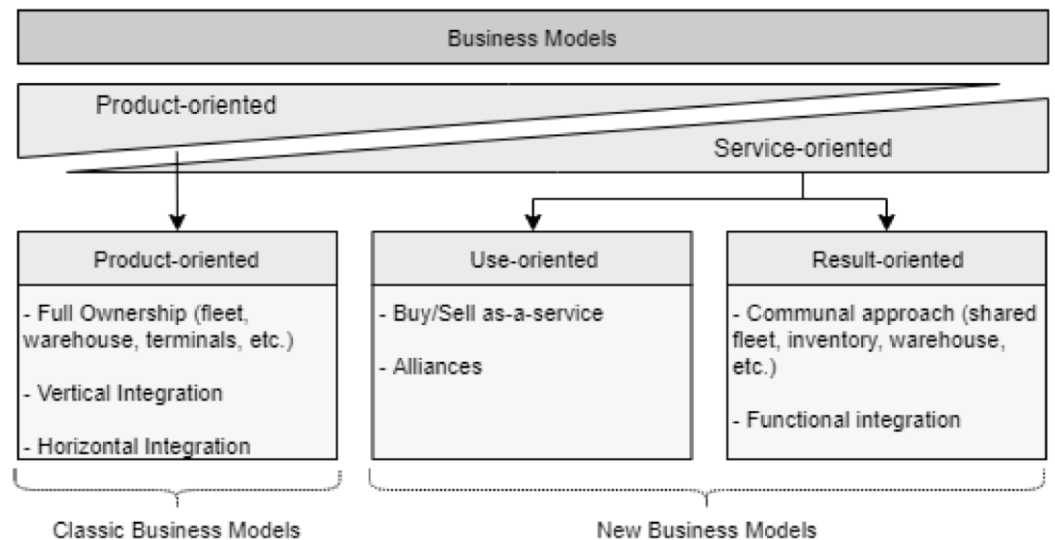 Business Models
Product-oriented
Service-oriented
Product-oriented
- Full Ownership (fleet,
warehouse, terminals, etc.)
- Vertical Integration
- Horizontal Integration
Use-oriented
- Buy/Sell as-a-service
- Alliances
Result-oriented
- Communal approach (shared
fleet, inventory, warehouse,
etc.)
- Functional integration
Classic Business Models
New Business Models